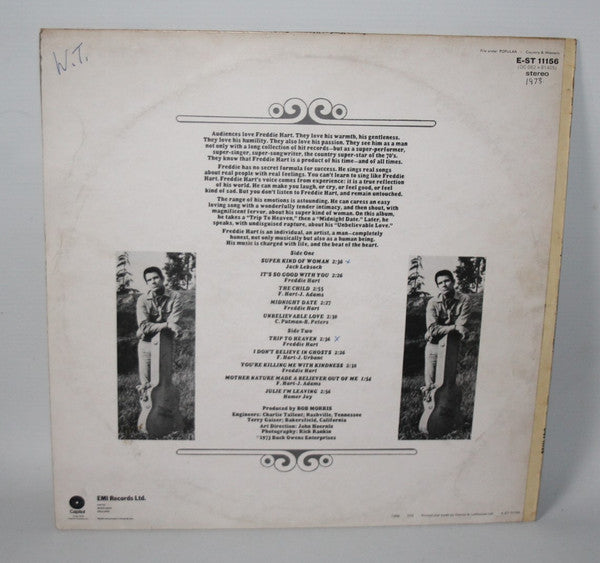 W.T.
File under POPULAR : Country & Western
E-ST 11156
stereo
1973
Audiences love Freddie Hart. They love his warmth, his gentleness.
They love his humility. They also love his passion. They see him as a man
not only with a long collection of hit records—but as a super-performer,
super-singer, super-songwriter, the country super-star of the 70's.
They know that Freddie Hart is a product of his time—and of all times.
Freddie has no secret formula for success. He sings real songs
about real people with real feelings. You can't learn to sing like Freddie
Hart. Freddie Hart's voice comes from experience: it is a true reflection
of his world. He can make you laugh, or cry, or feel good, or feel
kind of sad. But you don't listen to Freddie Hart, and remain untouched.
The range of his emotions is astounding. He can caress an easy
loving song with a wonderfully tender intimacy, and then shout, with
magnificent fervor, about his super kind of woman. On this album,
he takes a "Trip To Heaven," then a "Midnight Date." Later, he
speaks, with undisguised rapture, about his "Unbelievable Love."
Freddie Hart is an individual, an artist, a man—completely
honest, not only musically but also as a human being.
His music is charged with life, and the beat of the heart.
Side One
SUPER KIND OF WOMAN 2:30
Jack Lebsock
IT'S SO GOOD WITH YOU 2:26
Freddie Hart
THE CHILD 2:55
F. Hart-J. Adams
MIDNIGHT DATE 2:27
Freddie Hart
UNBELIEVABLE LOVE 2:30
C. Putman-B. Peters
Side Two
TRIP TO HEAVEN 2:36 x
Freddie Hart
I DON'T BELIEVE IN GHOSTS 2:26
F. Hart-J. Urbant
YOU'RE KILLING ME WITH KINDNESS 2:38
Freddie Hart
MOTHER NATURE MADE A BELIEVER OUT OF ME 1:54
F. Hart-J. Adams
JULIE I'M LEAVING 2:56
Homer Joy
Produced by BOB MORRIS
Engineers: Charlie Tallent; Nashville, Tennessee
Terry Gaiser; Bakersfield, California
Art Direction: John Hoernle
Photography: Rick Rankin
©1973 Buck Owens Enterprises
Capitol
EMI Records Ltd.